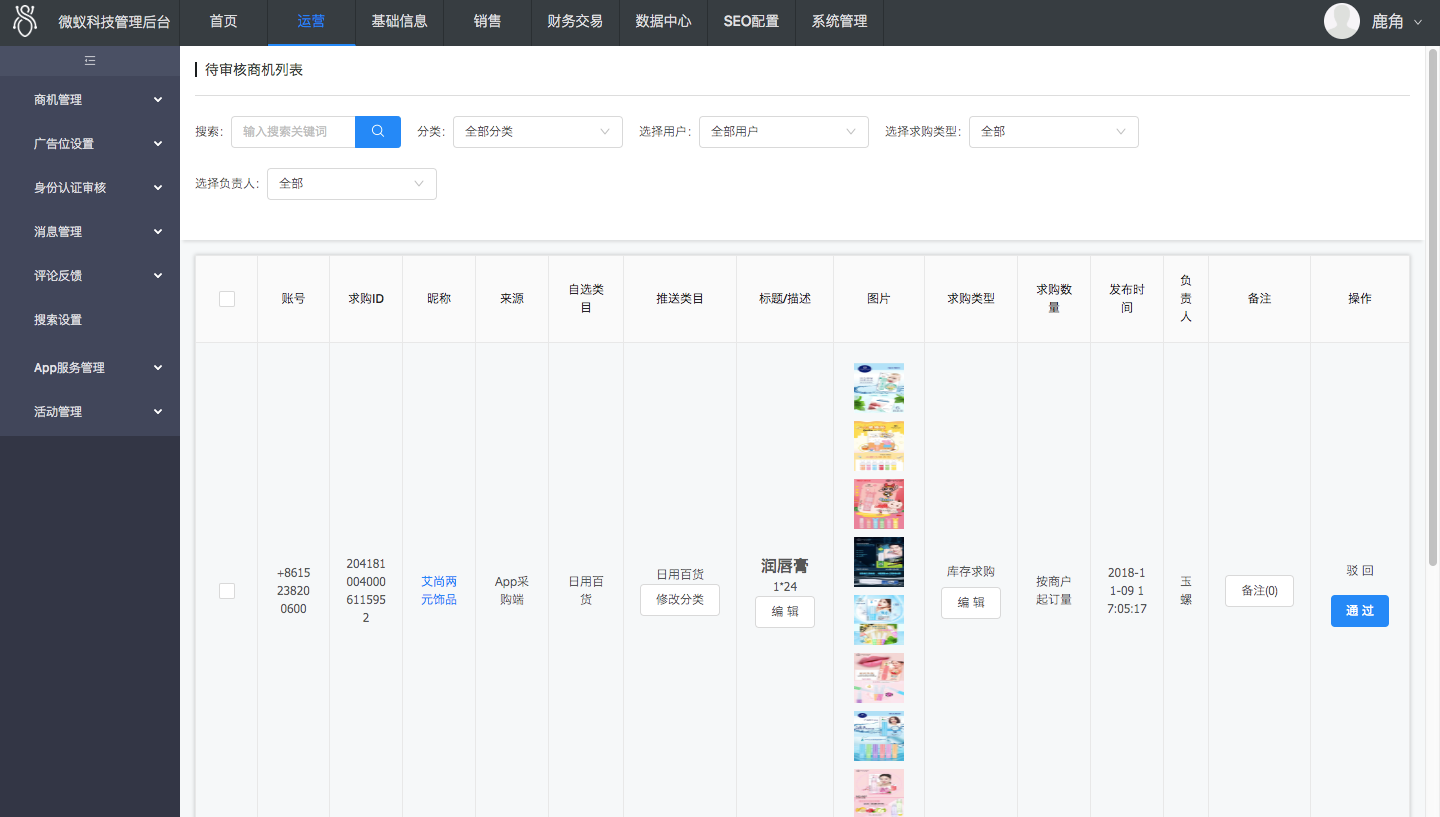 微蚁科技管理后台
首页
运营
基础信息
销售
财务交易
数据中心
SEO配置
系统管理
鹿角
商机管理
广告位设置
身份认证审核
消息管理
评论反馈
搜索设置
App服务管理
活动管理
待审核商机列表
搜索:
输入搜索关键词
分类:
全部分类
选择用户:
全部用户
选择求购类型:
全部
选择负责人:
全部
账号
求购ID
昵称
来源
自选类
目
推送类目
标题/描述
图片
求购类型
求购数
量
发布时
间
负
责
人
备注
操作
+8615
23820
0600
204181
004000
611595
2
艾尚两
元饰品
App采
购端
日用百
货
日用百货
修改分类
润唇膏
1*24
编 辑
库存求购
编 辑
按商户
起订量
2018-1
1-09 1
7:05:17
玉
螺
备注(0)
驳 回
通 过